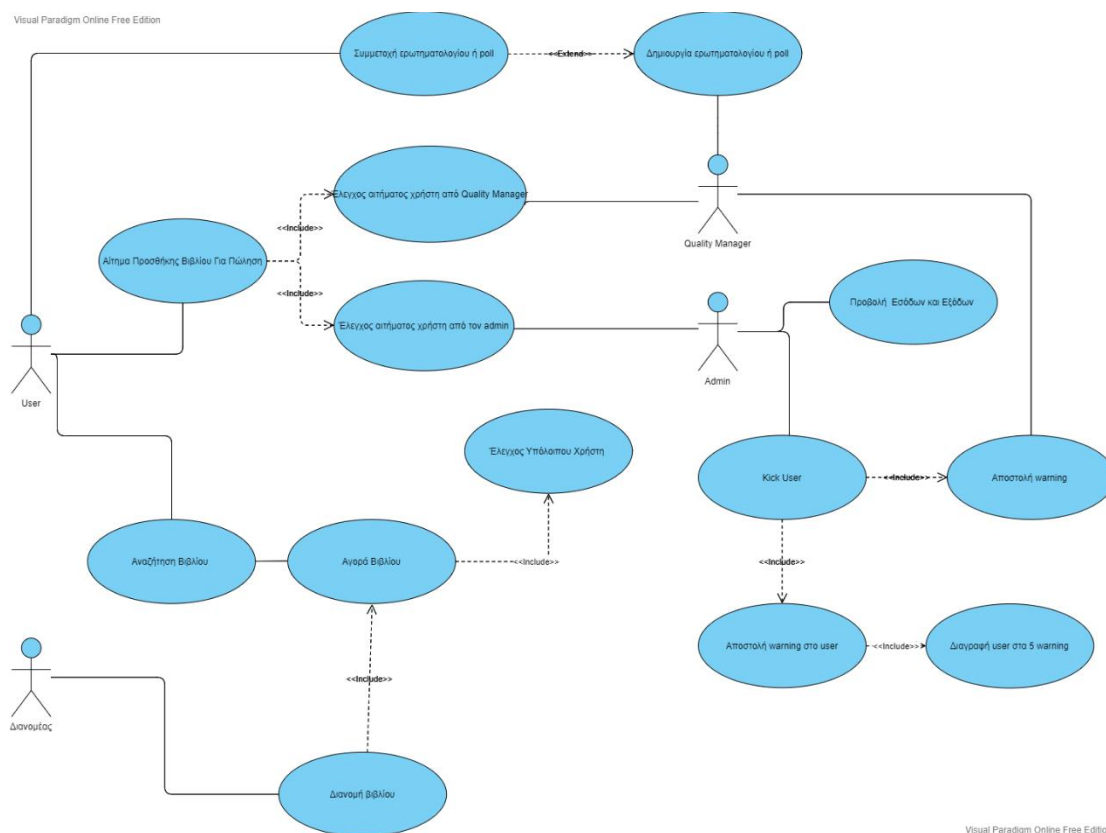 Visual Paradigm Online Free Edition
Συμμετοχή ερωτηματολογίου ή poll
<<Extend>>
Δημιουργία ερωτηματολογίου ή poll
Έλεγχος αιτήματος χρήστη από Quality Manager
<<Include>>
Quality Manager
Αίτημα Προσθήκης Βιβλίου Για Πώληση
<<Include>>
Προβολή Εσόδων και Εξόδων
Έλεγχος αιτήματος χρήστη από τον admin
Admin
User
Έλεγχος Υπόλοιπου Χρήστη
Kick User
<<Include>>
Αποστολή warning
Αναζήτηση Βιβλίου
Αγορά Βιβλίου
<<Include>>
<<Include>>
Αποστολή warning στο user
<<Include>>
Διαγραφή user στα 5 warning
<<Include>>
Διανομέας
Διανομή βιβλίου
Visual Paradigm Online Free Edition